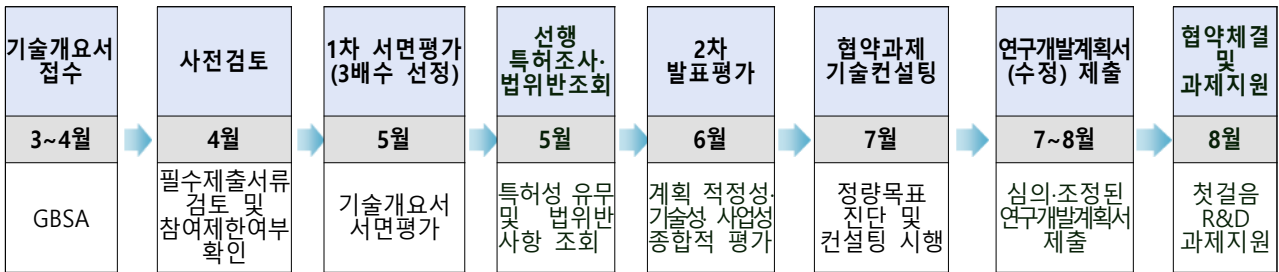 기술개요서
접수
3~4월
GBSA
사전검토
4월
필수제출서류
검토 및
참여제한여부
확인
1차 서면평가
(3배수 선정)
5월
기술개요서
서면평가
선행
특허조사·
법위반조회
5월
특허성 유무
및 법위반
사항 조회
2차
발표평가
6월
계획 적정성·
기술성 사업성
종합적 평가
협약과제
기술컨설팅
7월
정량목표
진단 및
컨설팅 시행
연구개발계획서
(수정) 제출
7~8월
심의·조정된
연구개발계획서
제출
협약체결
및
과제지원
8월
첫걸음
R&D
과제지원